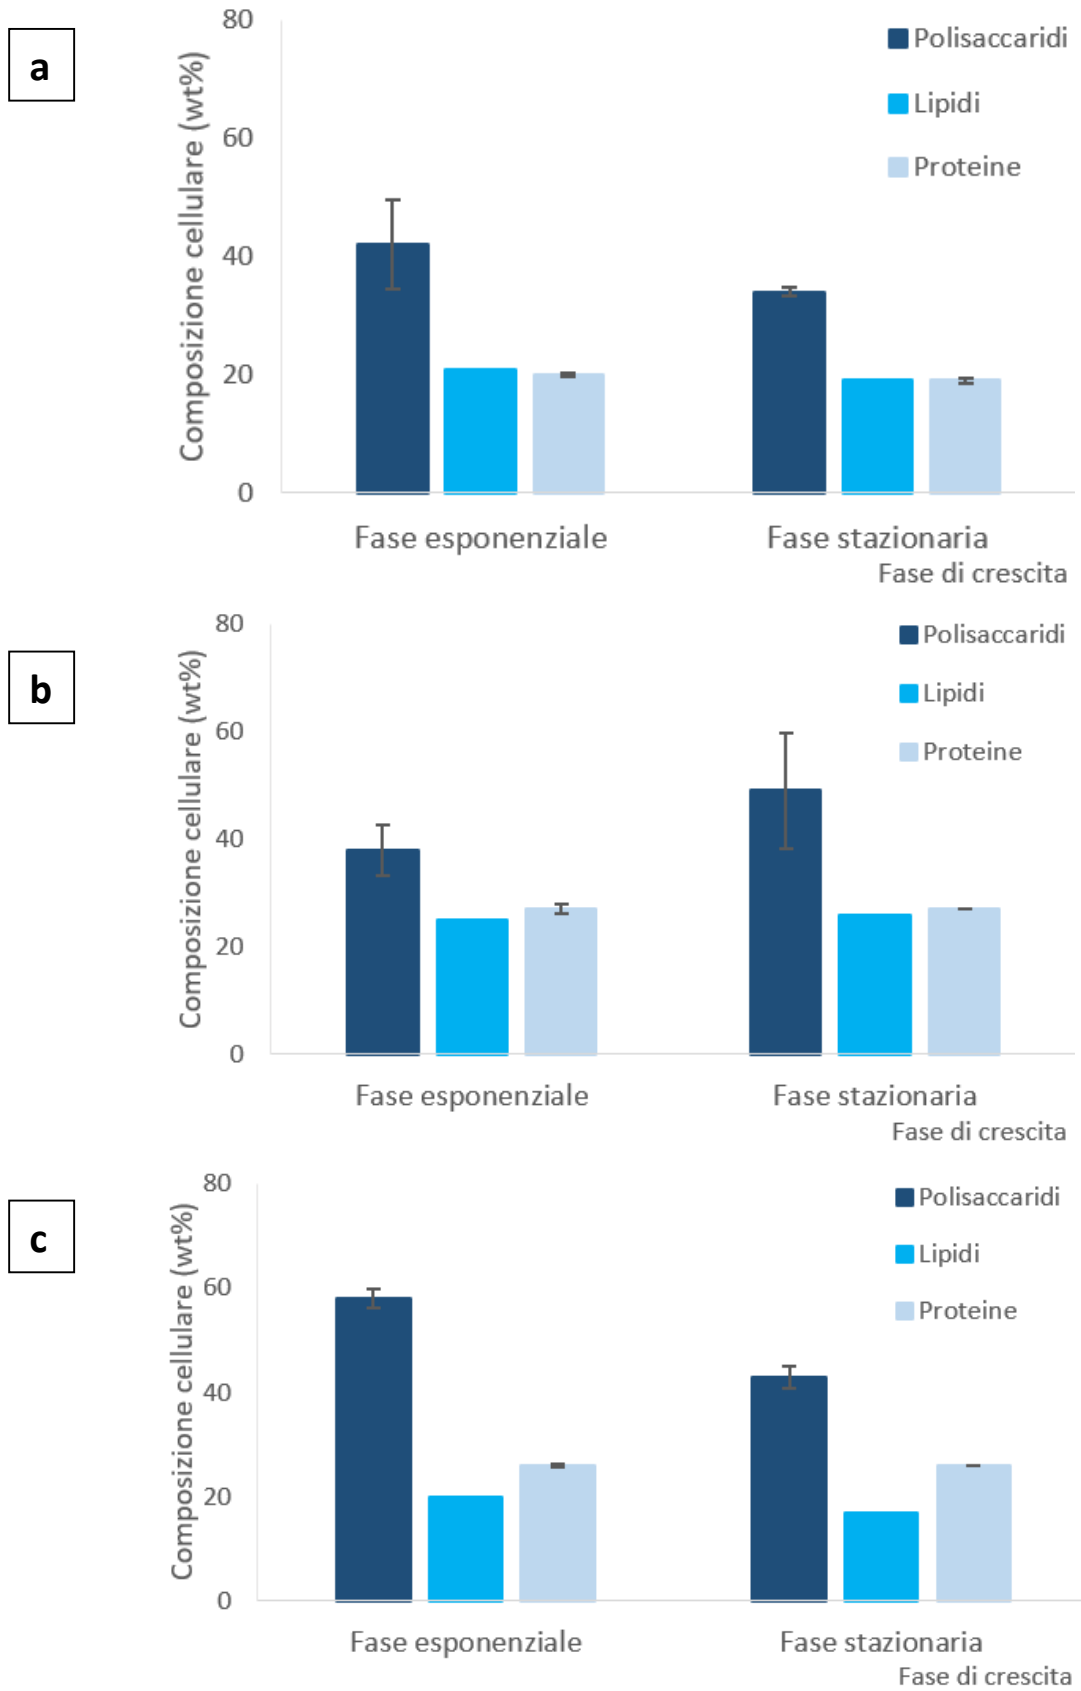 a
Composizione cellulare (wt%)
80
60
40
20
0
Polisaccaridi
Lipidi
Proteine
Fase esponenziale
Fase stazionaria
Fase di crescita
b
Composizione cellulare (wt%)
80
60
40
20
0
Polisaccaridi
Lipidi
Proteine
Fase esponenziale
Fase stazionaria
Fase di crescita
c
Composizione cellulare (wt%)
80
60
40
20
0
Polisaccaridi
Lipidi
Proteine
Fase esponenziale
Fase stazionaria
Fase di crescita